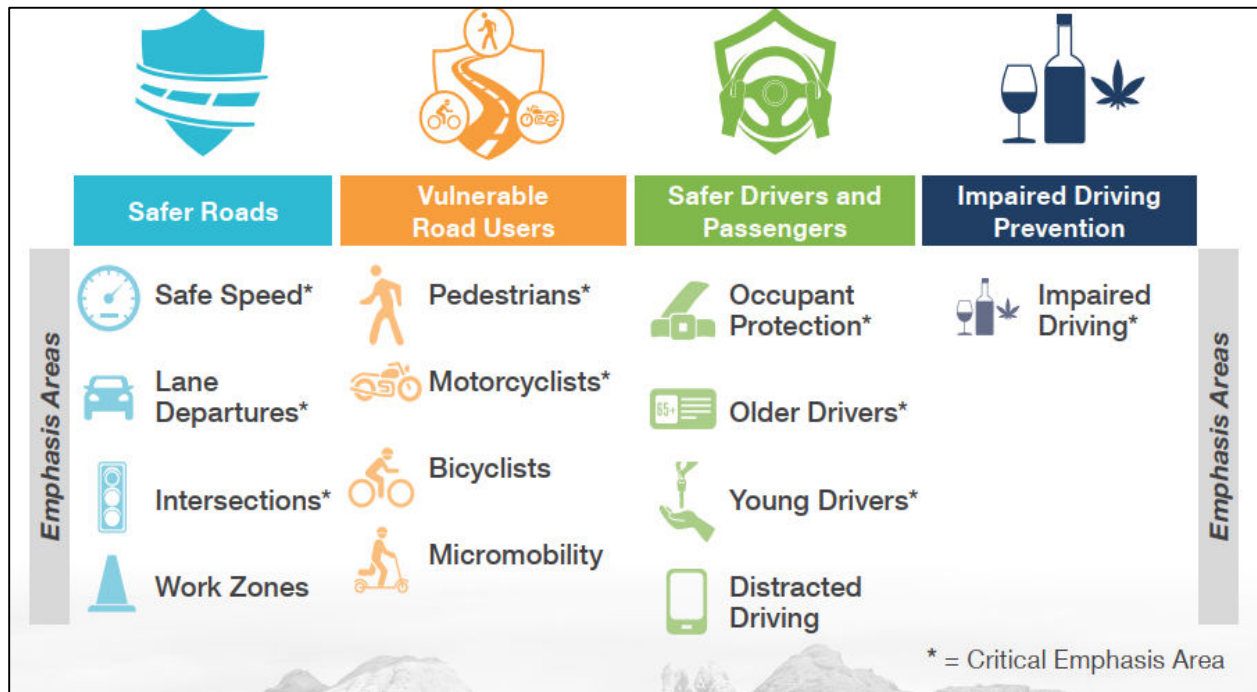 Safer Roads
Vulnerable
Road Users
Safer Drivers and
Passengers
Impaired Driving
Prevention
Emphasis Areas
Safe Speed*
Lane
Departures*
Intersections*
Work Zones
Pedestrians*
Motorcyclists*
Bicyclists
Micromobility
Occupant
Protection*
65+
Older Drivers*
Young Drivers*
Distracted
Driving
Impaired
Driving*
Emphasis Areas
* = Critical Emphasis Area